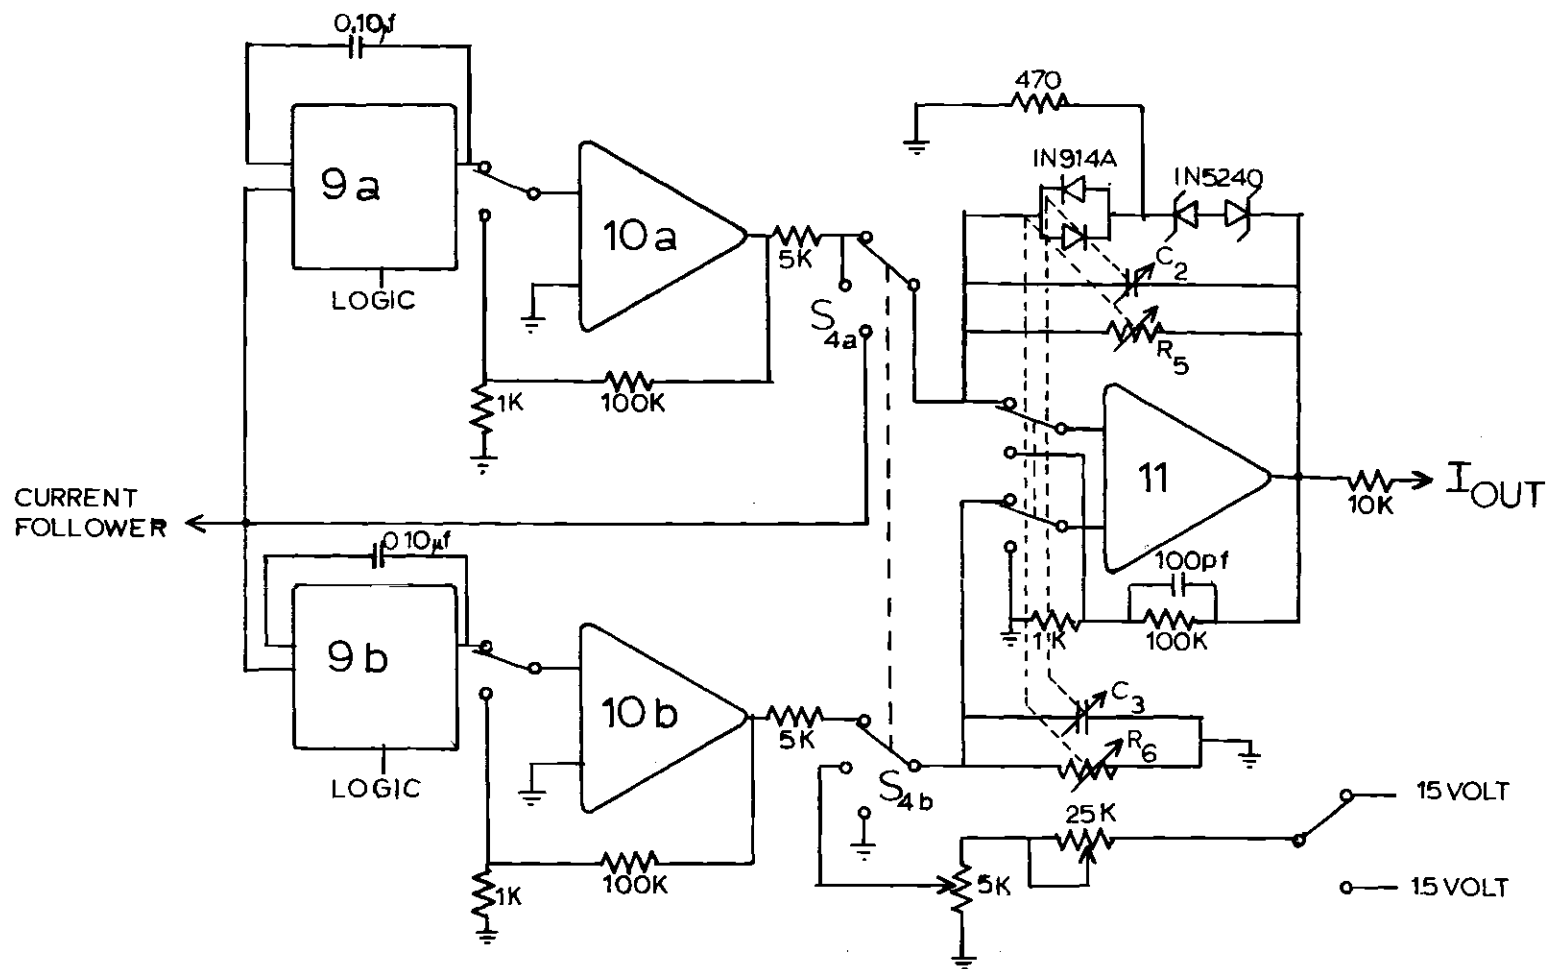 0.10µf
470
IN914A
IN5240
9a
10a
5K
C2
LOGIC
S4a
R5
1K
100K
11
CURRENT
FOLLOWER
IOUT
10K
0 10µf
100pf
1K
100K
9b
10b
5K
C3
R6
LOGIC
S4b
15 VOLT
25K
1K
100K
5K
1.5 VOLT